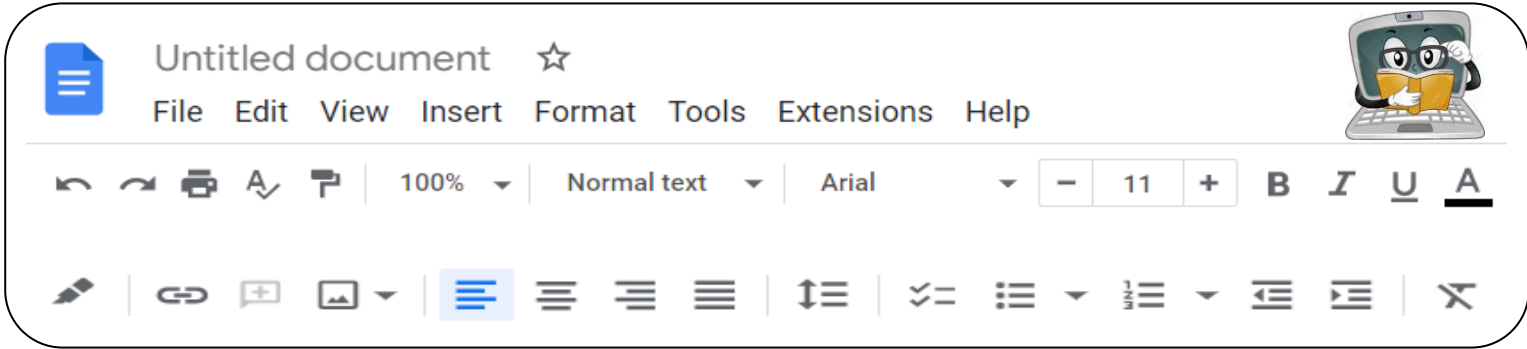 Untitled document
File Edit View Insert Format Tools Extensions Help
100% Normal text Arial 11 B I U A